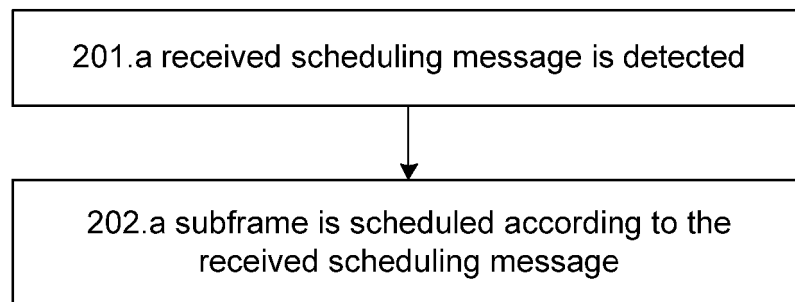 201.a received scheduling message is detected
202.a subframe is scheduled according to the
received scheduling message